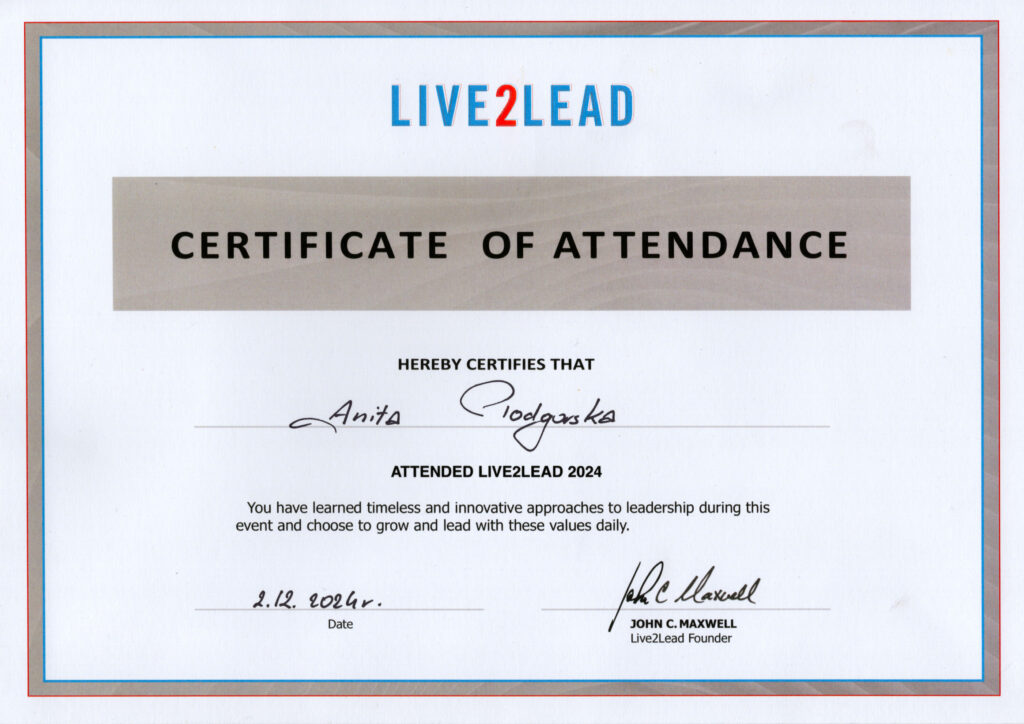 LIVE2LEAD
CERTIFICATE OF ATTENDANCE
HEREBY CERTIFIES THAT
Anita Piodgorska
ATTENDED LIVE2LEAD 2024
You have learned timeless and innovative approaches to leadership during this
event and choose to grow and lead with these values daily.
2.12. 2024r.
John C Maxwell
Date
JOHN C. MAXWELL
Live2Lead Founder